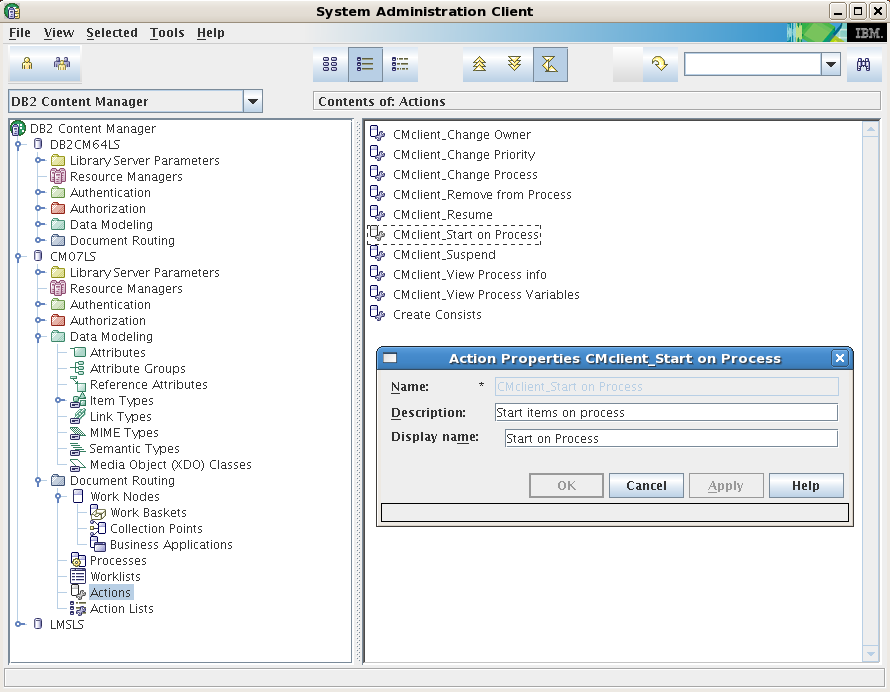 System Administration Client
File View Selected Tools Help
IBM.
DB2 Content Manager
Contents of: Actions
DB2 Content Manager
DB2CM64LS
Library Server Parameters
Resource Managers
Authentication
Authorization
Data Modeling
Document Routing
CM07LS
Library Server Parameters
Resource Managers
Authentication
Authorization
Data Modeling
Attributes
Attribute Groups
Reference Attributes
Item Types
Link Types
MIME Types
Semantic Types
Media Object (XDO) Classes
Document Routing
Work Nodes
Work Baskets
Collection Points
Business Applications
Processes
Worklists
Actions
Action Lists
LMSLS
CMclient_Change Owner
CMclient_Change Priority
CMclient_Change Process
CMclient_Remove from Process
CMclient_Resume
CMclient_Start on Process
CMclient_Suspend
CMclient_View Process info
CMclient_View Process Variables
Create Consists
Action Properties CMclient_Start on Process
Name: * CMclient_Start on Process
Description: Start items on process
Display name: Start on Process
OK Cancel Apply Help